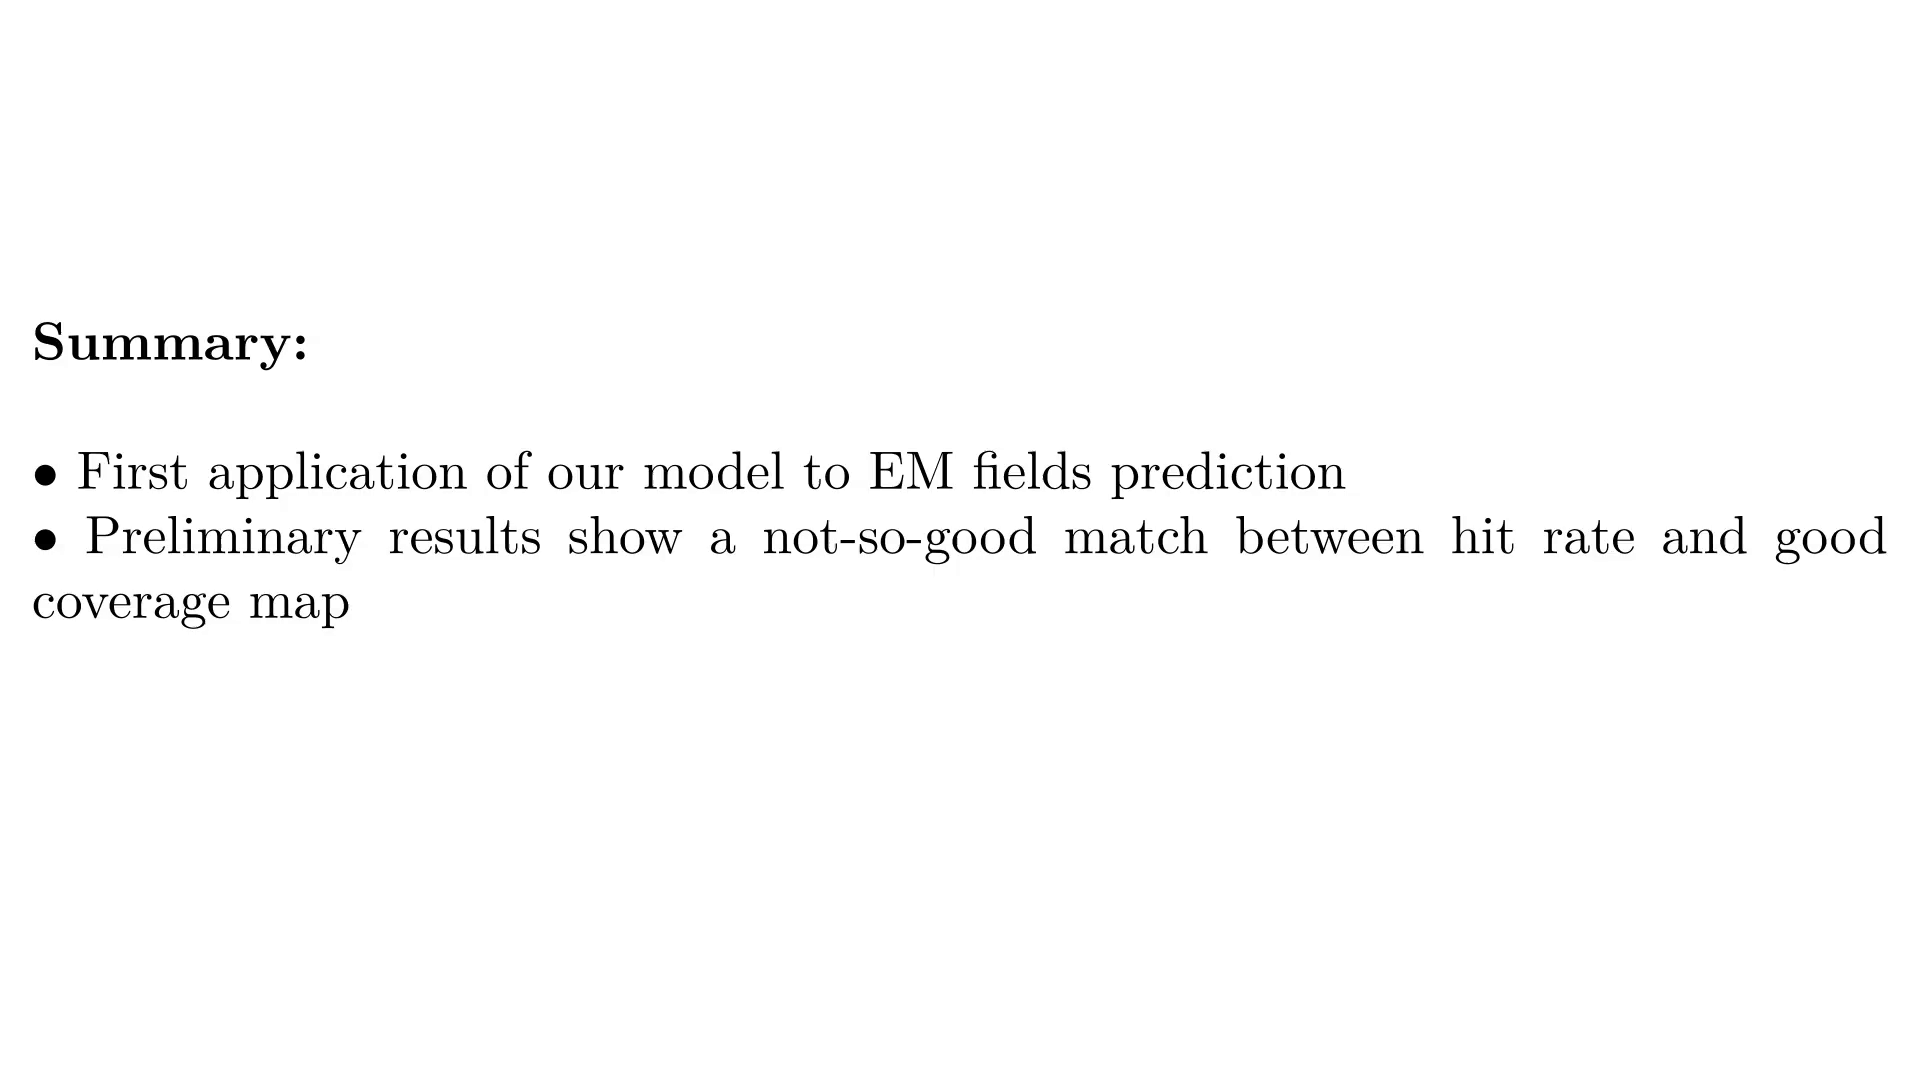 Summary:
• First application of our model to EM fields prediction
• Preliminary results show a not-so-good match between hit rate and good
coverage map